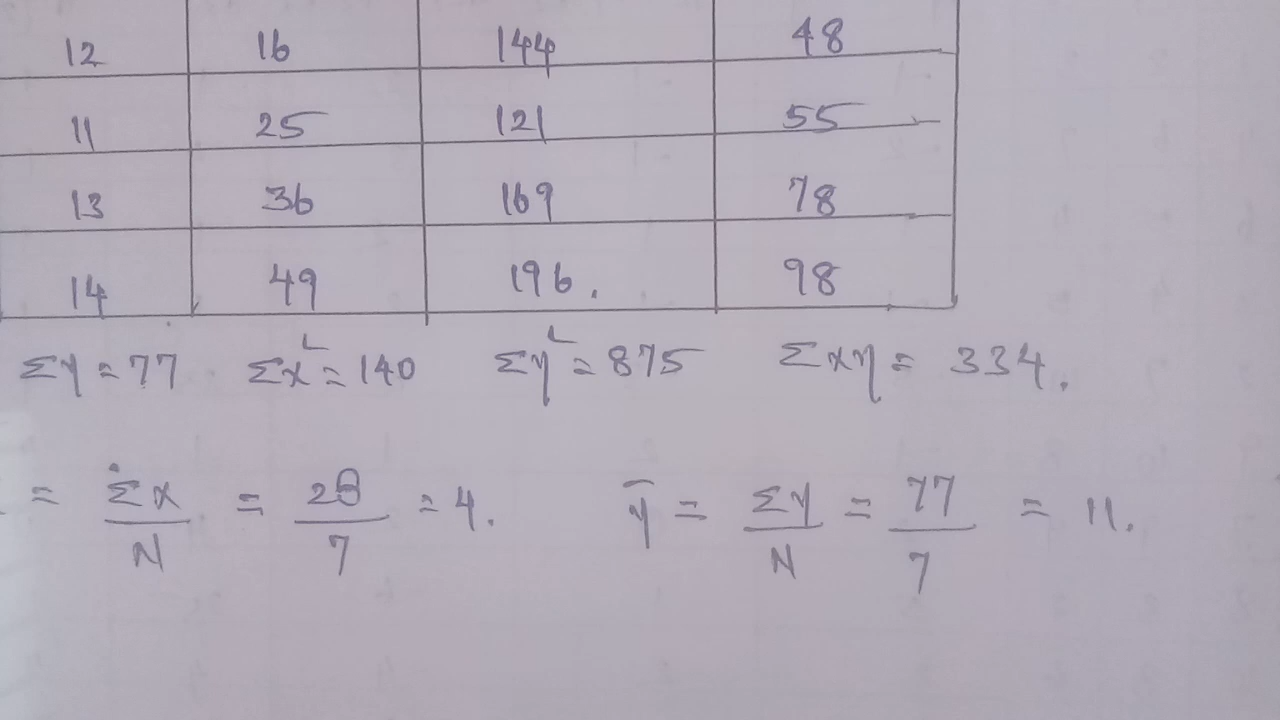 12 16 144 48
11 25 121 55
13 36 169 78
14 49 196.
98
Σy = 77 Σx² = 140 Σy² = 875 Σxy = 334.
= Σx/N = 28/7 = 4. ȳ = Σy/N = 77/7 = 11.